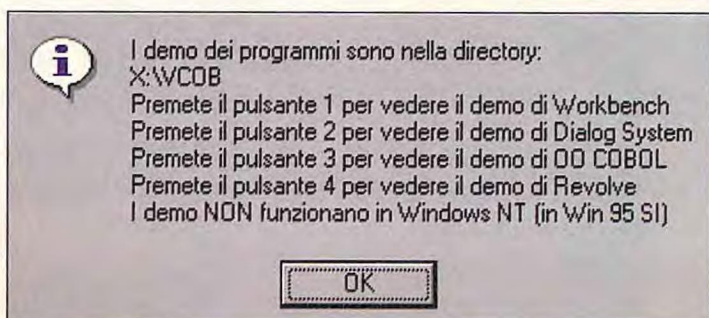 I demo dei programmi sono nella directory:
X:\WCOB
Premete il pulsante 1 per vedere il demo di Workbench
Premete il pulsante 2 per vedere il demo di Dialog System
Premete il pulsante 3 per vedere il demo di OO COBOL
Premete il pulsante 4 per vedere il demo di Revolve
I demo NON funzionano in Windows NT (in Win 95 SI)
OK